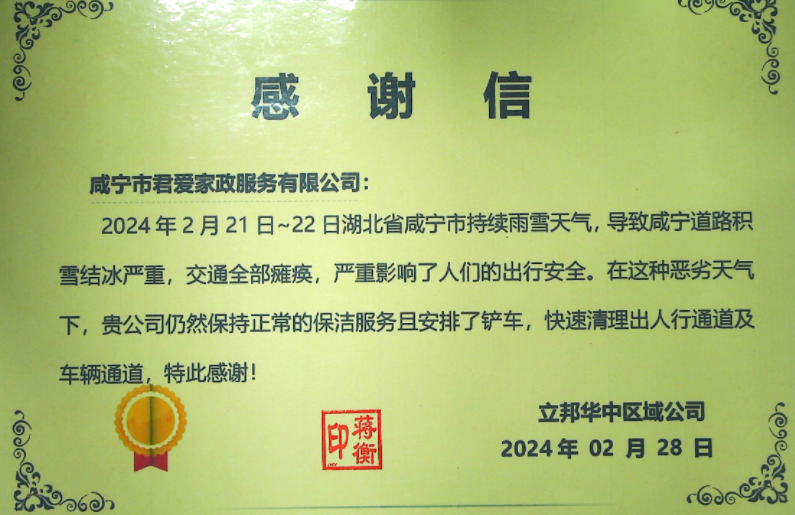 感谢信
咸宁市君爱家政服务有限公司：
2024年2月21日~22日湖北省咸宁市持续雨雪天气，导致咸宁道路积
雪结冰严重，交通全部瘫痪，严重影响了人们的出行安全。在这种恶劣天气
下，贵公司仍然保持正常的保洁服务且安排了铲车，快速清理出人行通道及
车辆通道，特此感谢！
立邦华中区域公司
2024年 02 月 28 日
蒋衡
印